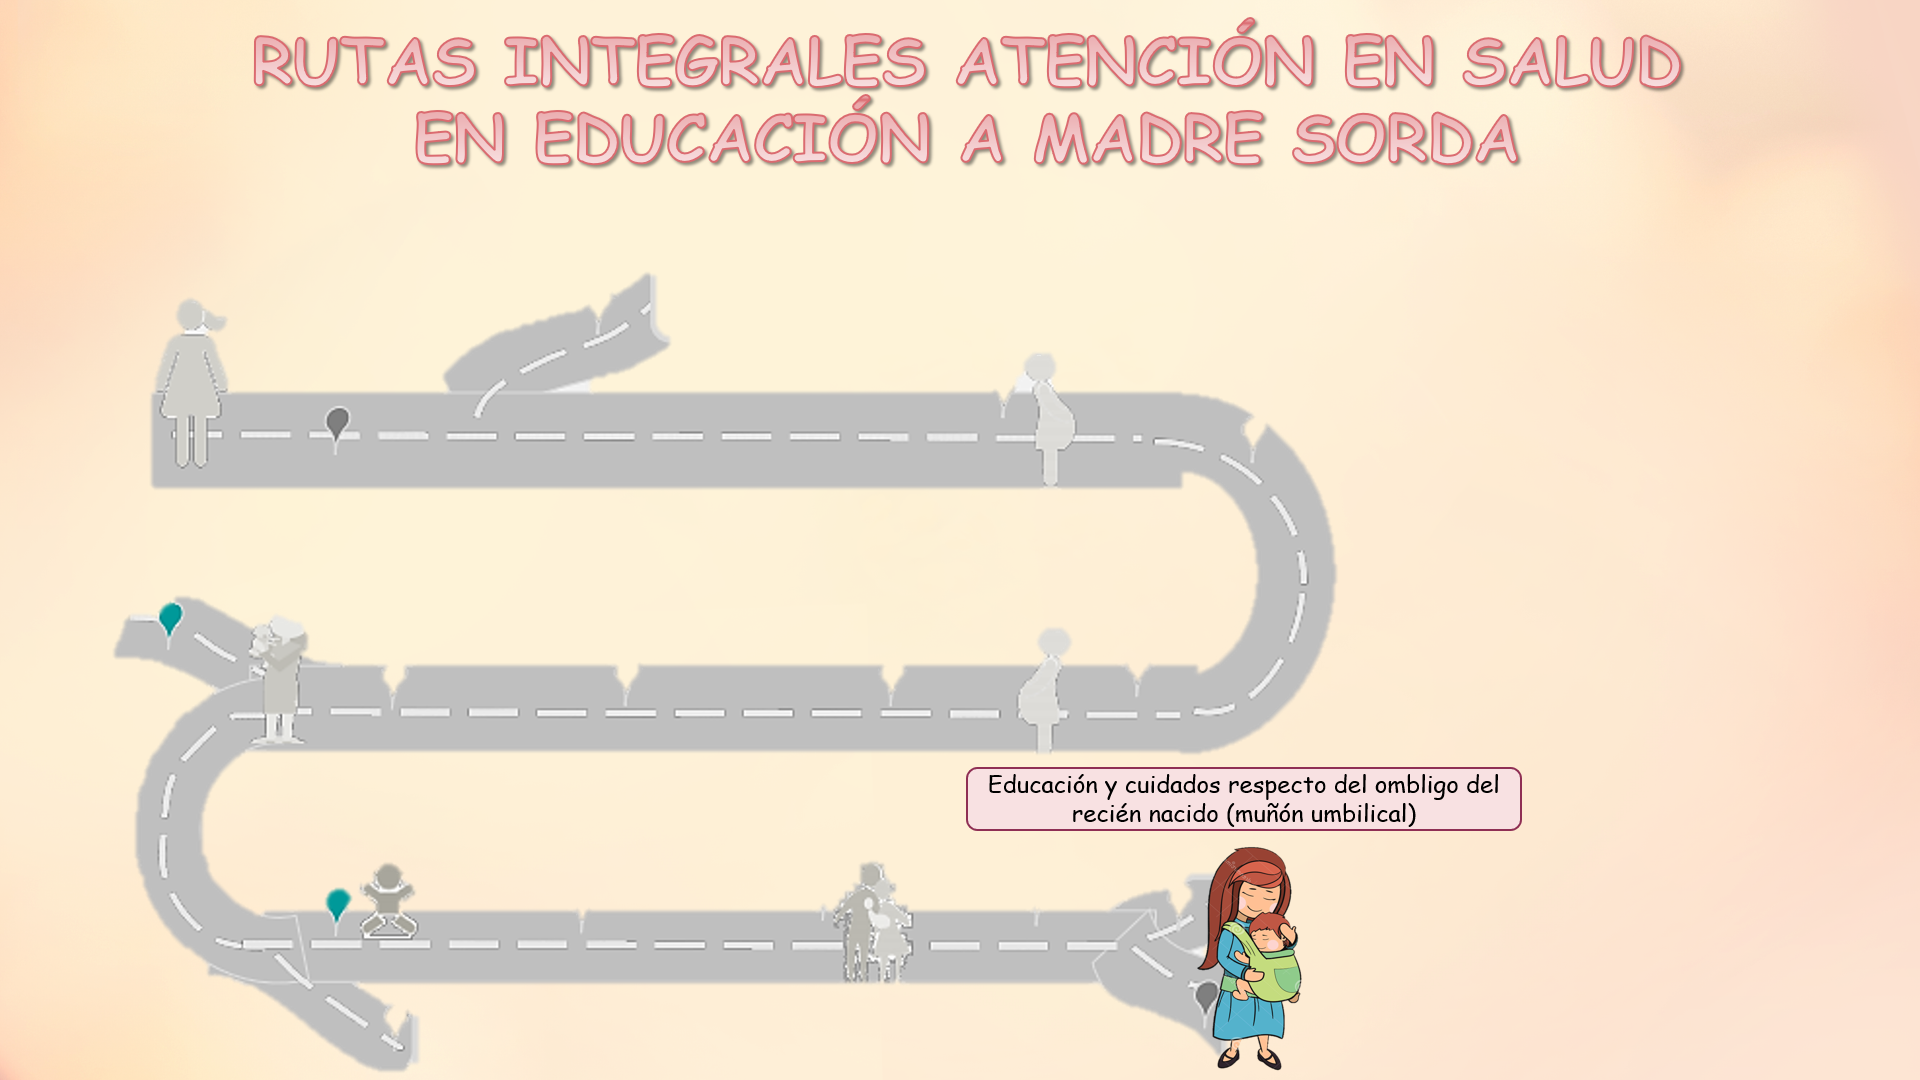 RUTAS INTEGRALES ATENCIÓN EN SALUD
EN EDUCACIÓN A MADRE SORDA
Educación y cuidados respecto del ombligo del
recién nacido (muñón umbilical)